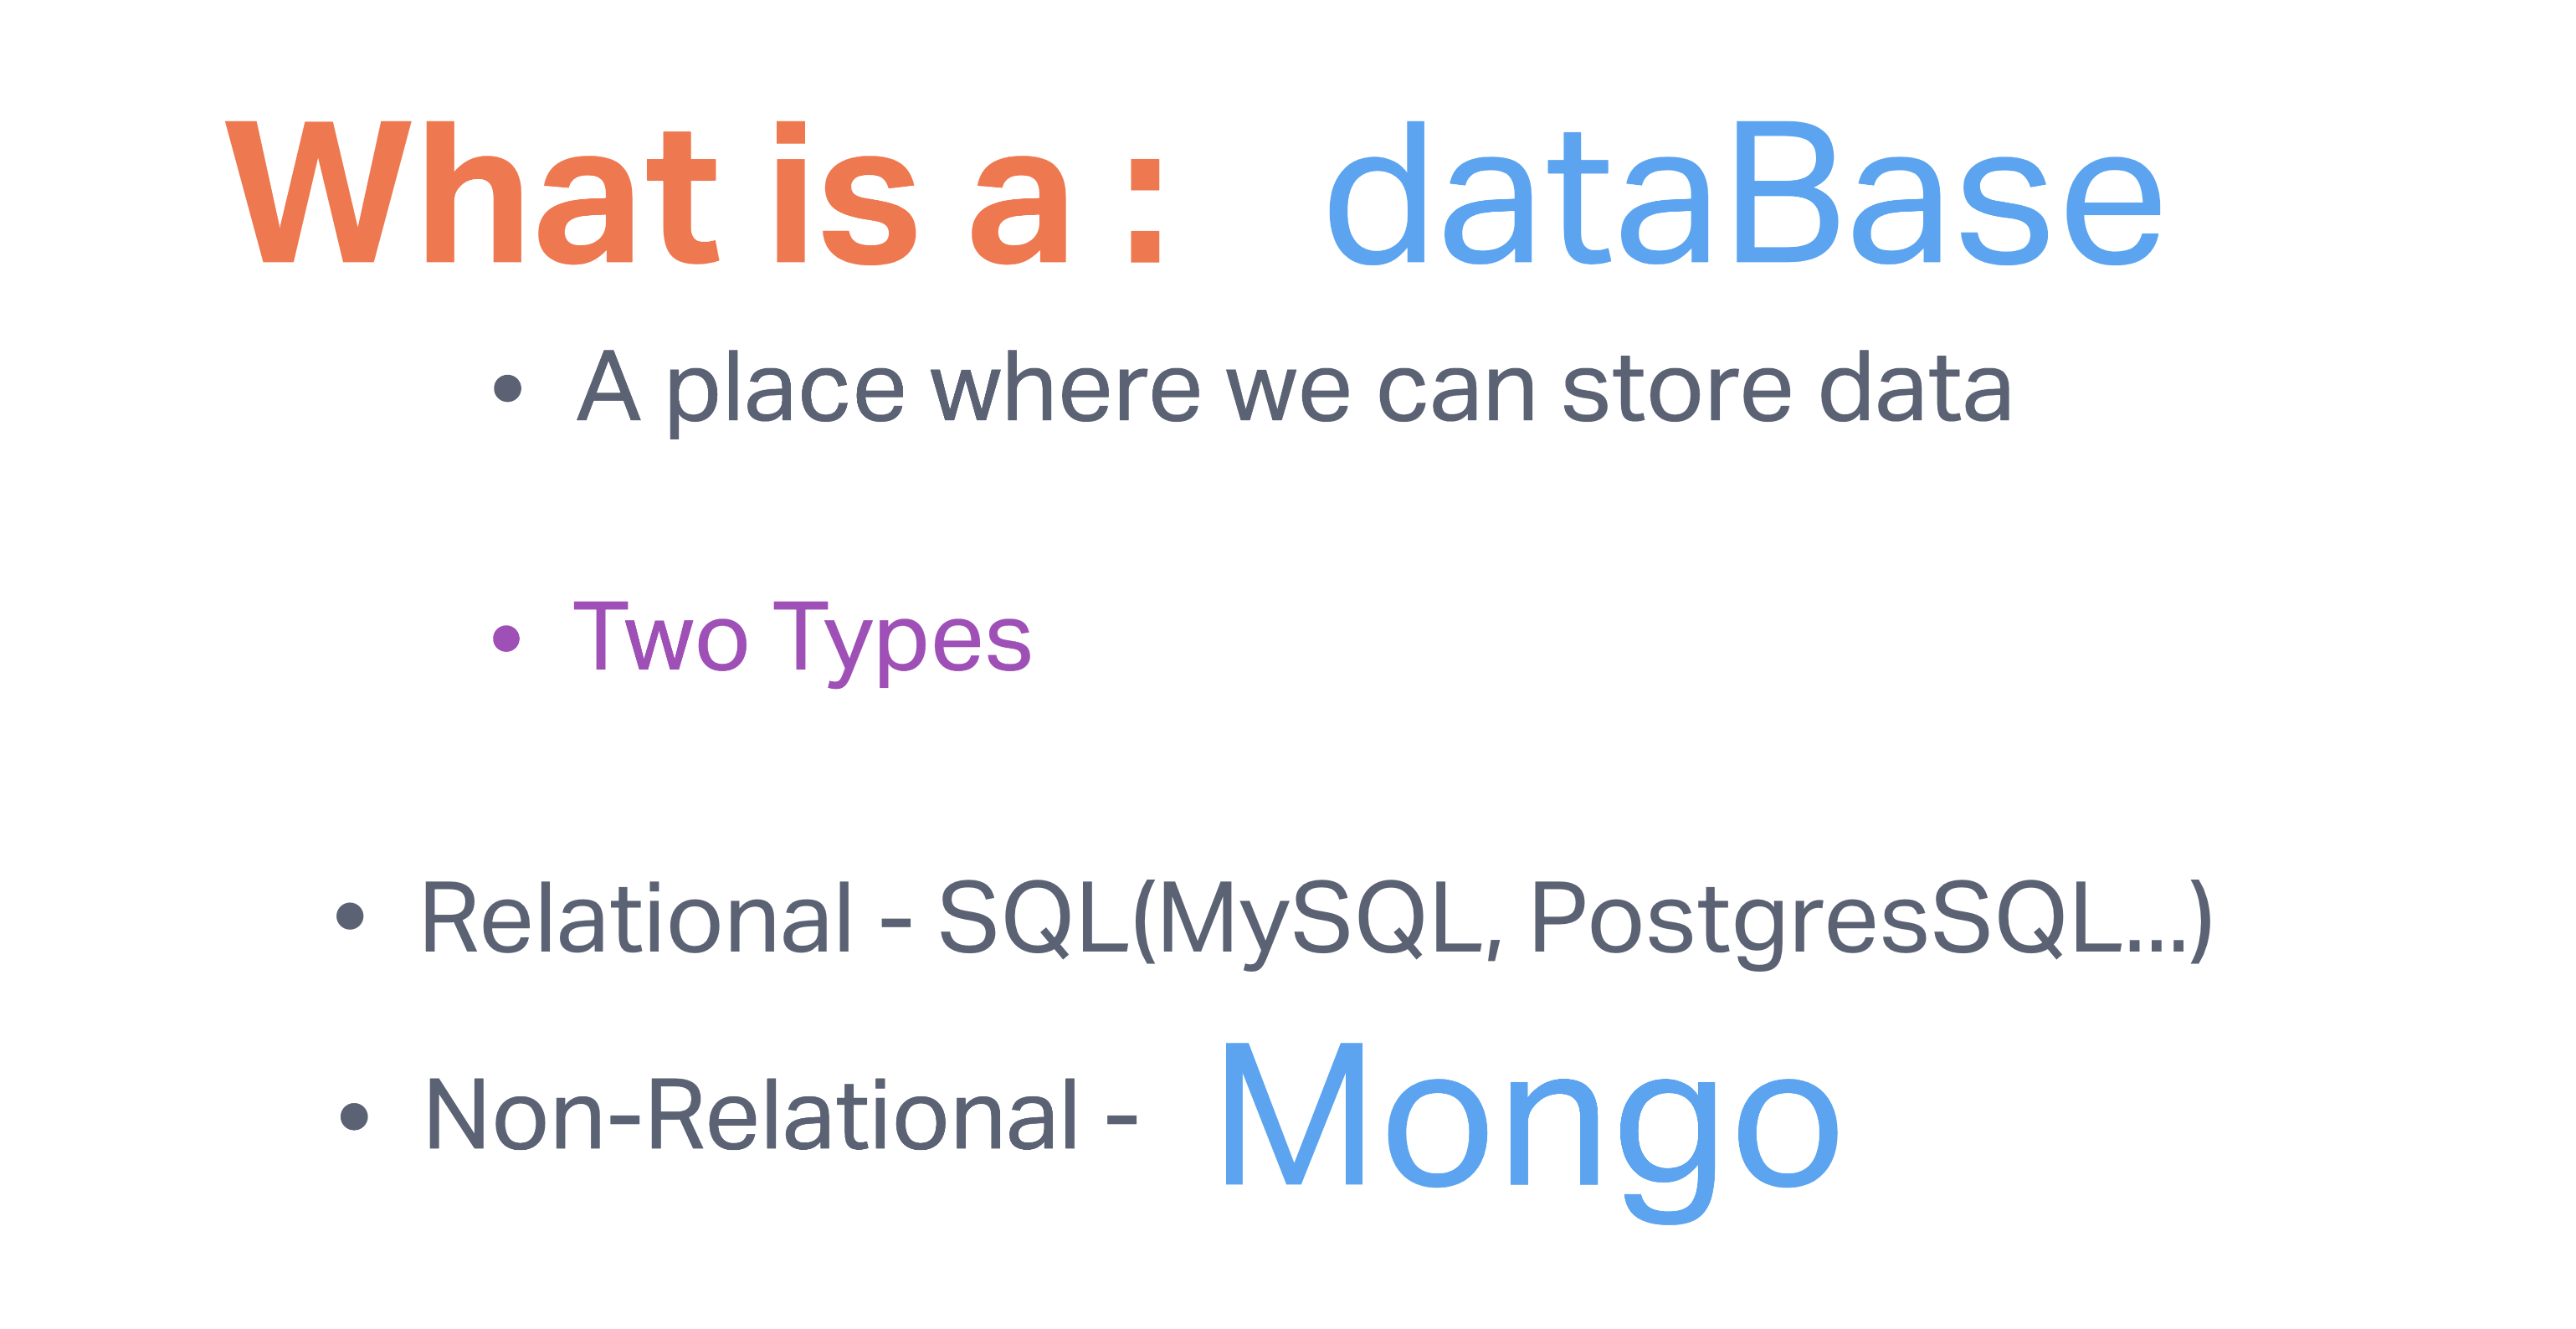 What is a : dataBase
• A place where we can store data
• Two Types
• Relational - SQL(MySQL, PostgresSQL...)
• Non-Relational - Mongo